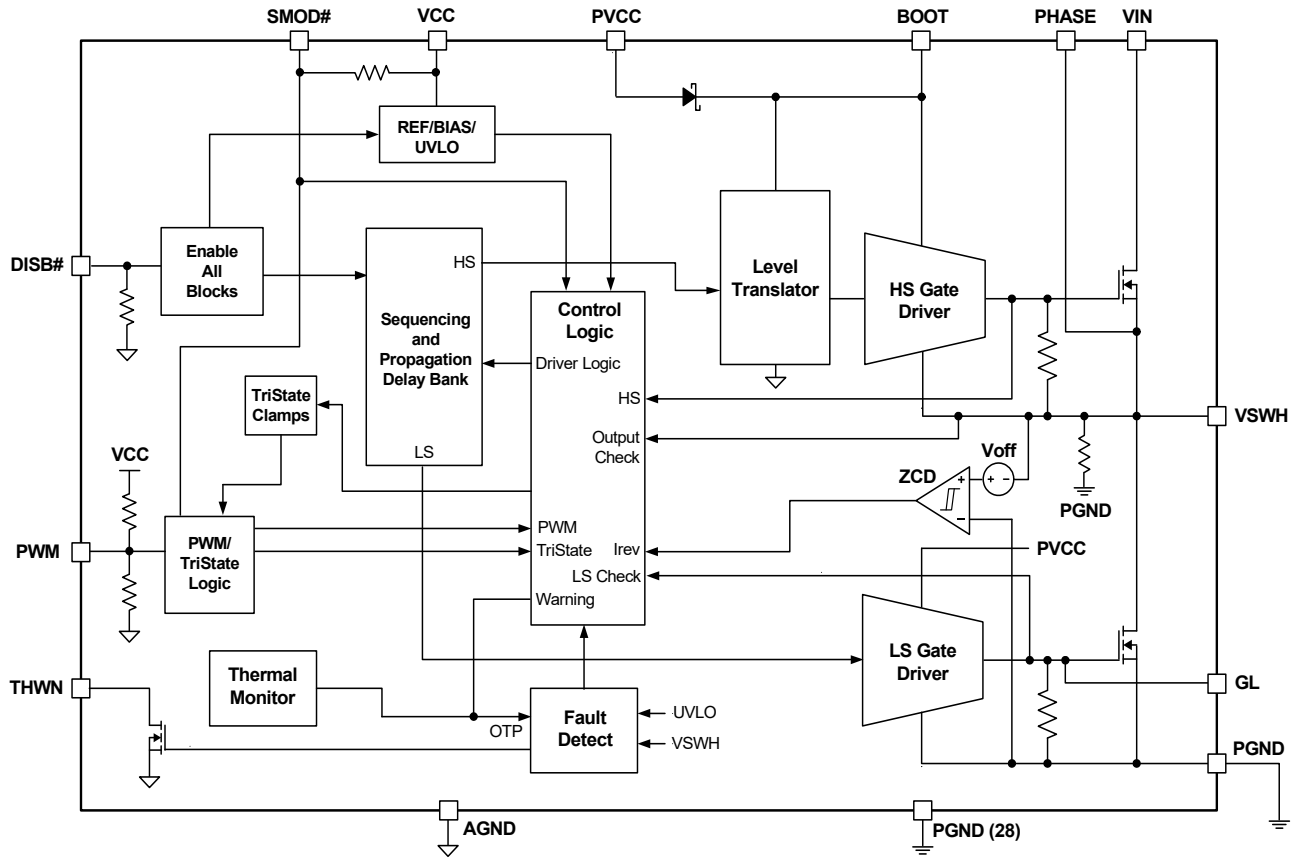 SMOD#
VCC
PVCC
BOOT
PHASE
VIN
REF/BIAS/
UVLO
DISB#
Enable
All
Blocks
HS
Sequencing
and
Propagation
Delay Bank
LS
Control
Logic
Driver Logic
HS
Output
Check
PWM
TriState
Irev
LS Check
Warning
Level
Translator
HS Gate
Driver
TriState
Clamps
VCC
VSWH
Voff
+ -
ZCD
+
–
PGND
PWM
PWM/
TriState
Logic
PVCC
LS Gate
Driver
THWN
Thermal
Monitor
OTP
Fault
Detect
UVLO
VSWH
GL
PGND
AGND
PGND (28)